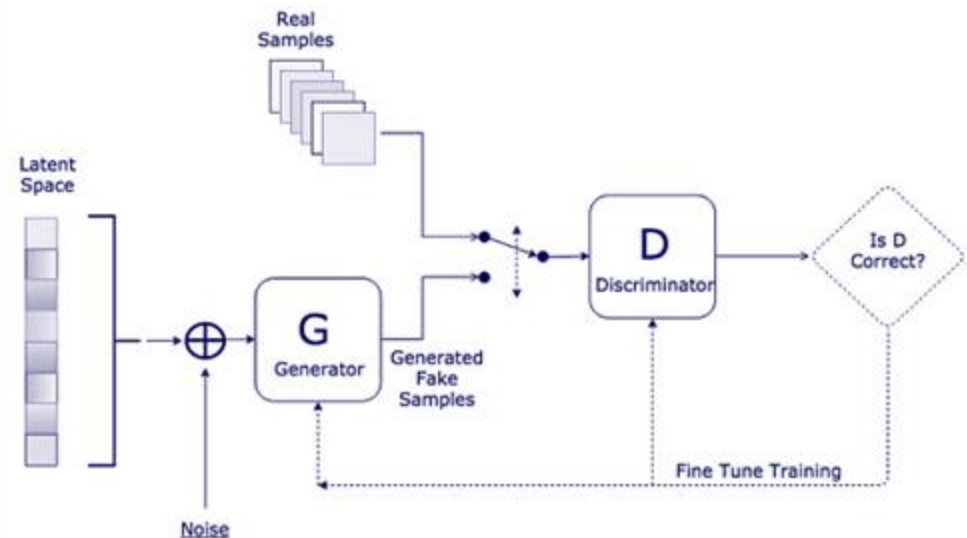 Real
Samples
Latent
Space
G
Generator
Generated
Fake
Samples
D
Discriminator
Is D
Correct?
Fine Tune Training
Noise